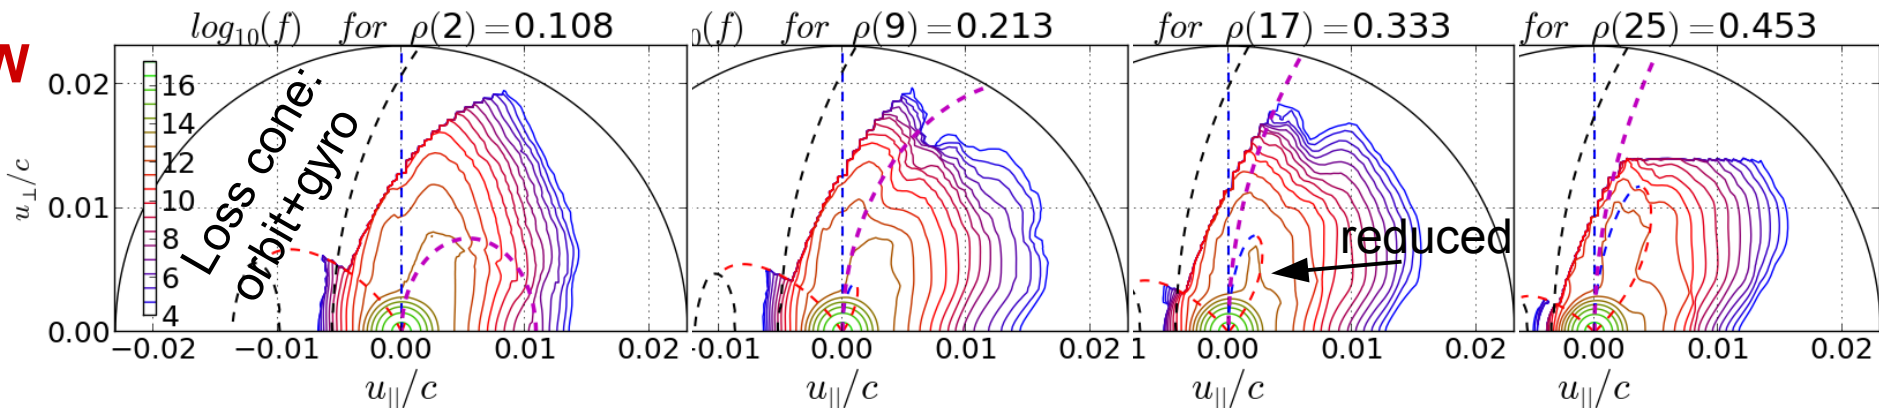 W
log₁₀(f) for ρ(2)=0.108
₀(f) for ρ(9)=0.213
for ρ(17)=0.333
for ρ(25)=0.453
Loss cone:
orbit+gyro
reduced
16
14
12
10
8
6
4
0.02
0.01
0.00
u⊥/c
−0.02 −0.01 0.00 0.01 0.02
-0.01 0.00 0.01 0.02
1 0.00 0.01 0.02
0.00 0.01 0.02
u||/c
u||/c
u||/c
u||/c